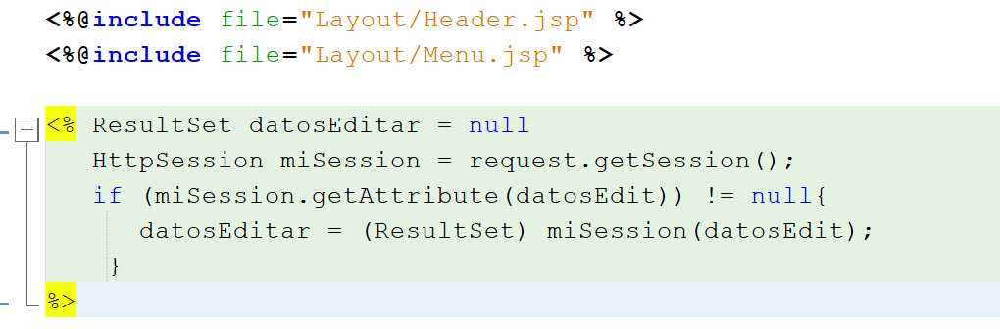 <%@include file="Layout/Header.jsp" %>
<%@include file="Layout/Menu.jsp" %>
<% ResultSet datosEditar = null
HttpSession miSession = request.getSession();
if (miSession.getAttribute(datosEdit)) != null{
datosEditar = (ResultSet) miSession(datosEdit);
}
%>